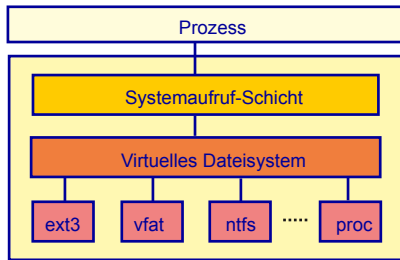 Prozess
Systemaufruf-Schicht
Virtuelles Dateisystem
ext3 vfat ntfs ..... proc